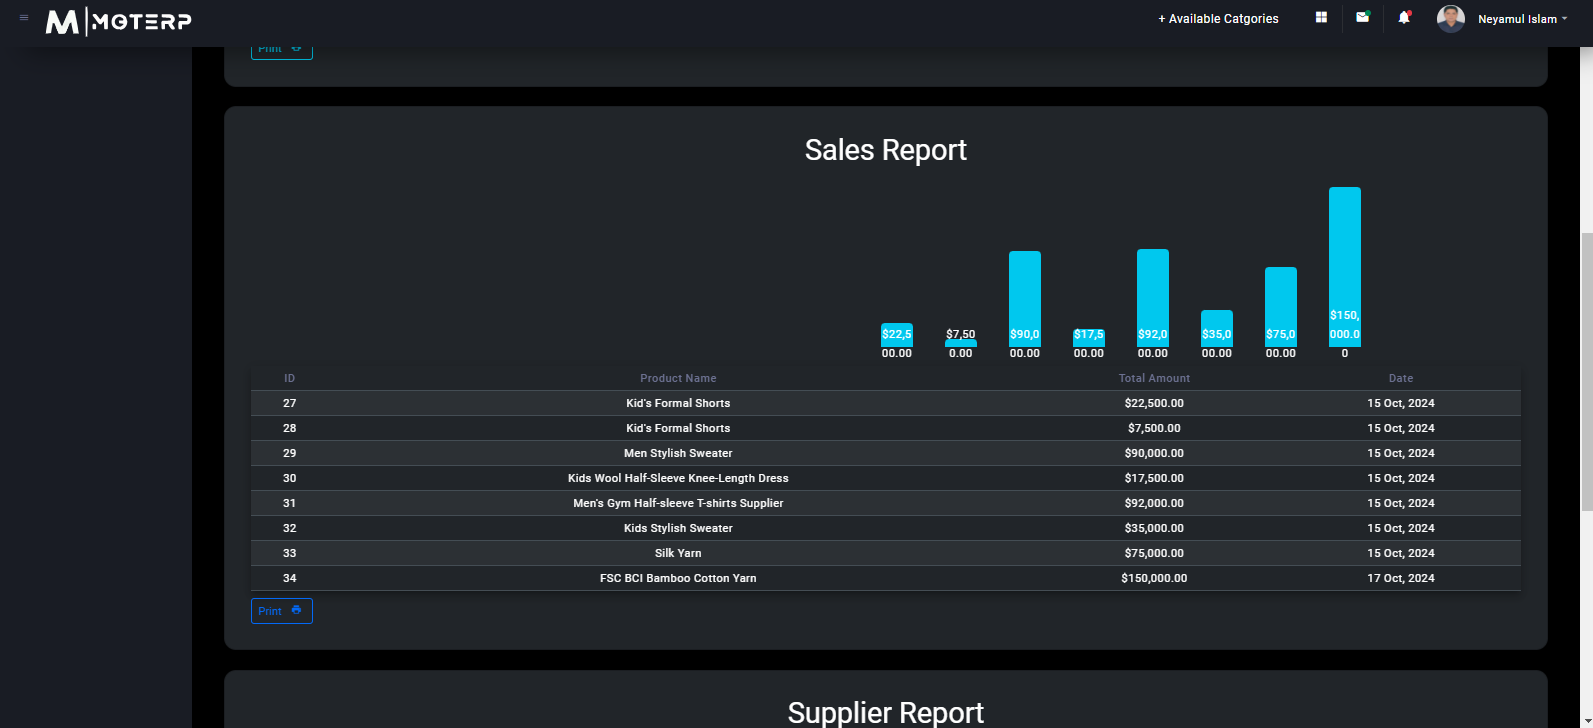 M|MOTERP
+ Available Catgories
Neyamul Islam
Print
Sales Report
$22,500.00
$7,500.00
$90,000.00
$17,500.00
$92,000.00
$35,000.00
$75,000.00
$150,000.00
ID Product Name Total Amount Date
27 Kid's Formal Shorts $22,500.00 15 Oct, 2024
28 Kid's Formal Shorts $7,500.00 15 Oct, 2024
29 Men Stylish Sweater $90,000.00 15 Oct, 2024
30 Kids Wool Half-Sleeve Knee-Length Dress $17,500.00 15 Oct, 2024
31 Men's Gym Half-sleeve T-shirts Supplier $92,000.00 15 Oct, 2024
32 Kids Stylish Sweater $35,000.00 15 Oct, 2024
33 Silk Yarn $75,000.00 15 Oct, 2024
34 FSC BCI Bamboo Cotton Yarn $150,000.00 17 Oct, 2024
Print
Supplier Report